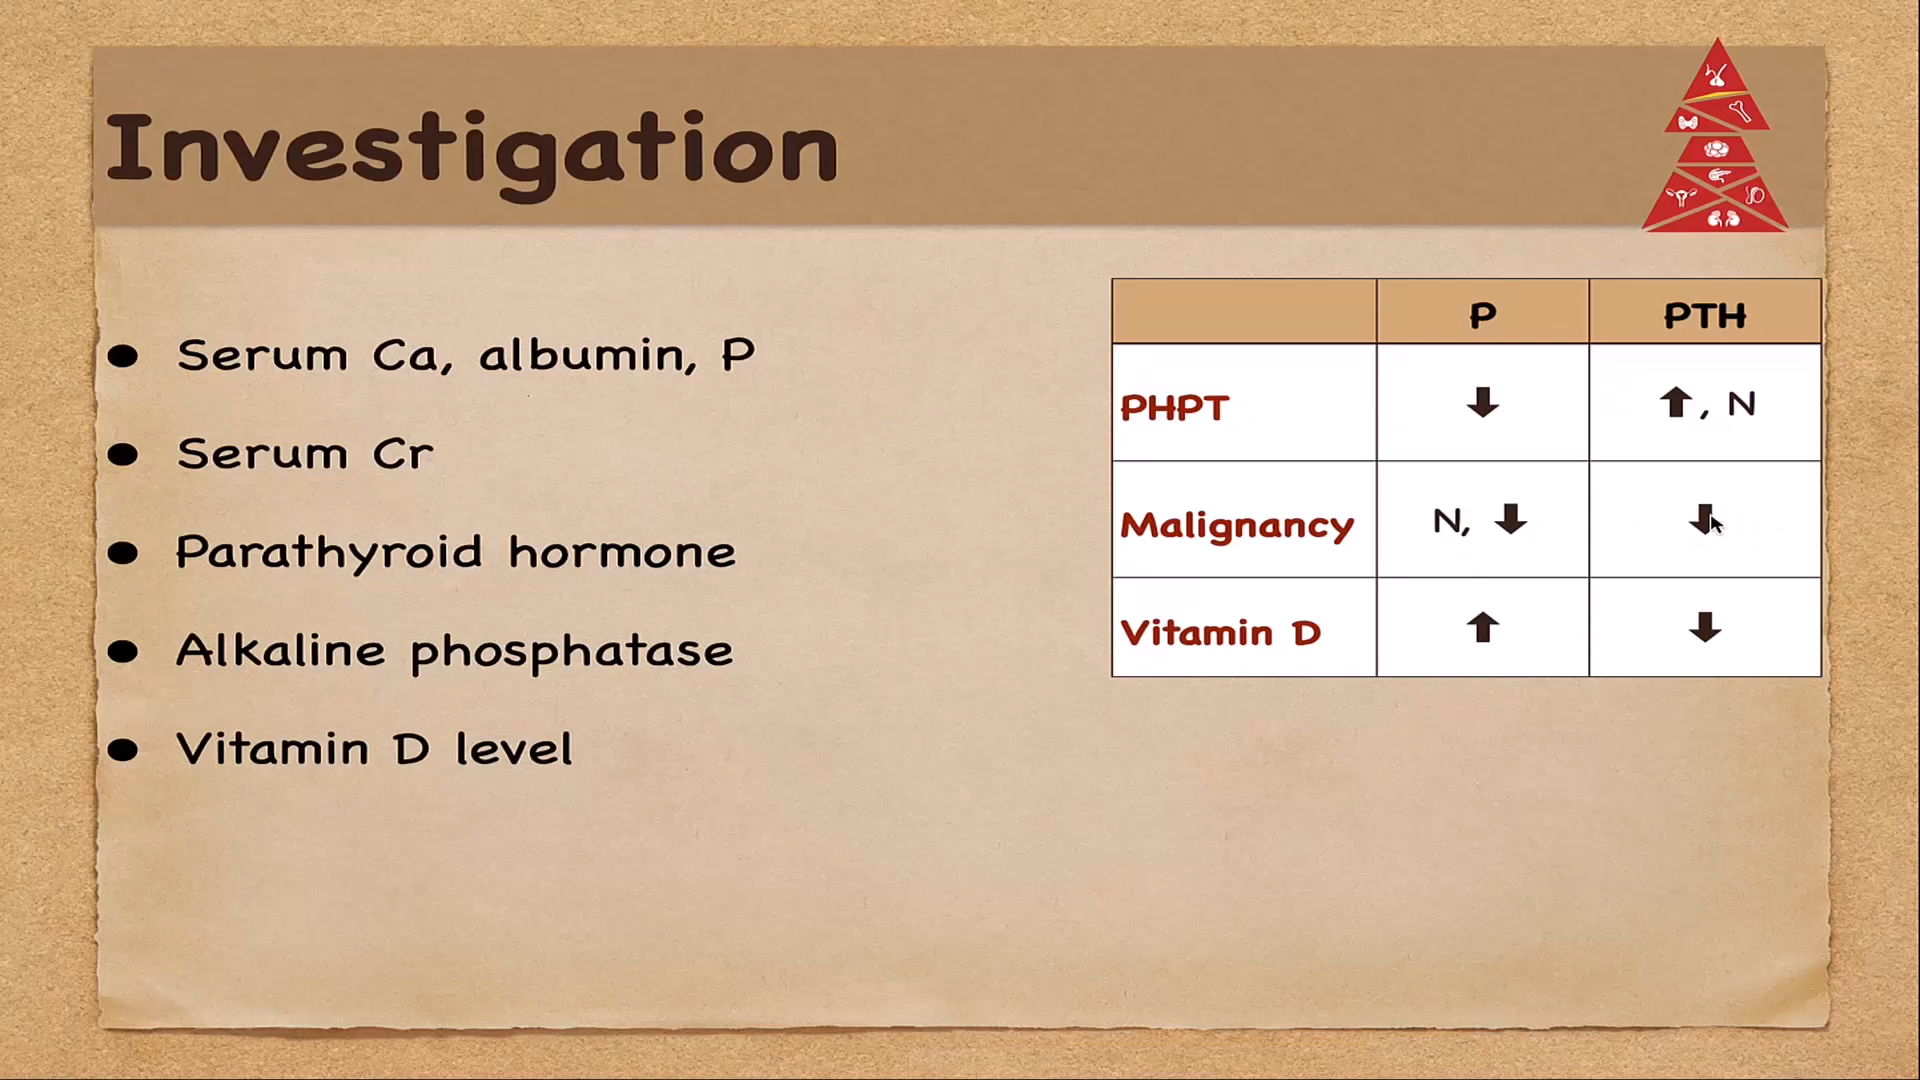 Investigation
● Serum Ca, albumin, P
● Serum Cr
● Parathyroid hormone
● Alkaline phosphatase
● Vitamin D level
P PTH
PHPT ⬇ ⬆, N
Malignancy N, ⬇ ⬇
Vitamin D ⬆ ⬇